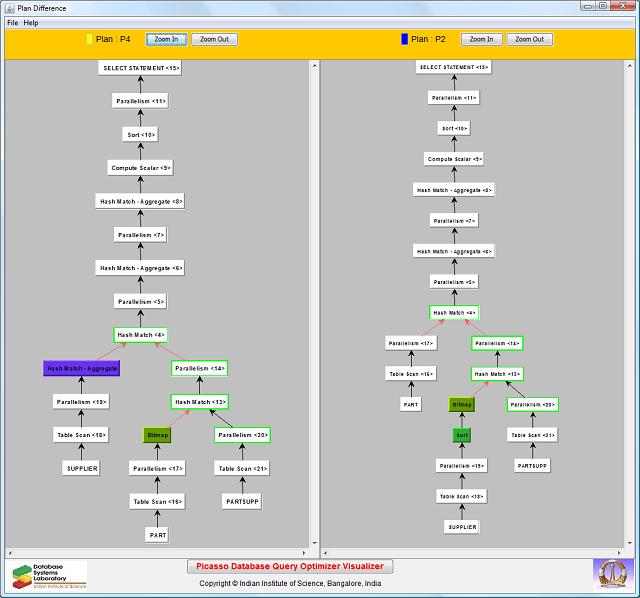 Plan Difference
File Help
Plan : P4
Zoom In
Zoom Out
Plan : P2
Zoom In
Zoom Out
SELECT STATEMENT <15>
Parallelism <11>
Sort <10>
Compute Scalar <9>
Hash Match - Aggregate <8>
Parallelism <7>
Hash Match - Aggregate <6>
Parallelism <5>
Hash Match <4>
Hash Match - Aggregate
Parallelism <14>
Parallelism <19>
Hash Match <13>
Table Scan <18>
Bitmap
Parallelism <20>
SUPPLIER
Parallelism <17>
Table Scan <21>
Table Scan <16>
PARTSUPP
PART
SELECT STATEMENT <15>
Parallelism <11>
Sort <10>
Compute Scalar <9>
Hash Match - Aggregate <8>
Parallelism <7>
Hash Match - Aggregate <6>
Parallelism <5>
Hash Match <4>
Parallelism <17>
Parallelism <14>
Table Scan <16>
Hash Match <13>
PART
Bitmap
Parallelism <20>
Sort
Table Scan <21>
Parallelism <19>
PARTSUPP
Table Scan <18>
SUPPLIER
Database
Systems
Laboratory
Indian Institute of Science
Picasso Database Query Optimizer Visualizer
Copyright © Indian Institute of Science, Bangalore, India